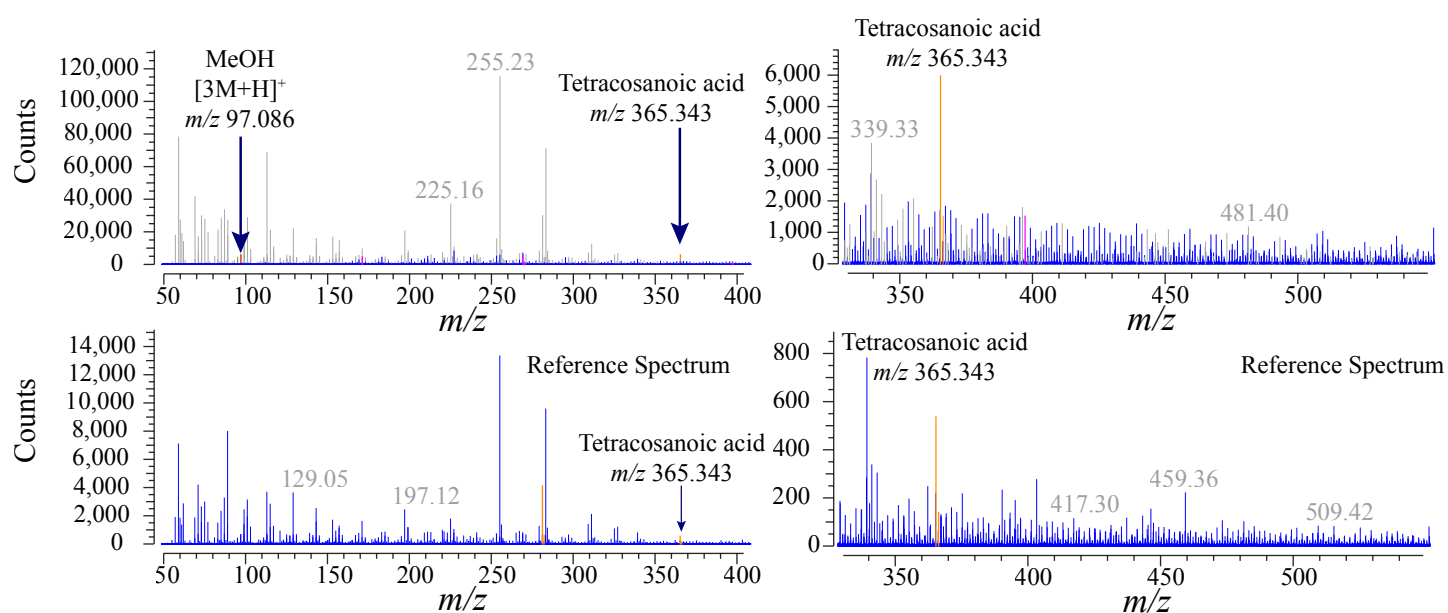 MeOH
[3M+H]+
m/z 97.086
255.23
225.16
Tetracosanoic acid
m/z 365.343
Counts
120,000
100,000
80,000
60,000
40,000
20,000
0
50 100 150 200 250 300 350 400
m/z
Tetracosanoic acid
m/z 365.343
339.33
481.40
6,000
5,000
4,000
3,000
2,000
1,000
0
350 400 450 500
m/z
Reference Spectrum
Tetracosanoic acid
m/z 365.343
129.05
197.12
Counts
14,000
12,000
10,000
8,000
6,000
4,000
2,000
0
50 100 150 200 250 300 350 400
m/z
Tetracosanoic acid
m/z 365.343
Reference Spectrum
459.36
417.30
509.42
800
600
400
200
0
350 400 450 500
m/z